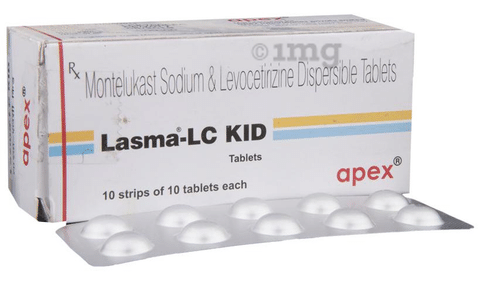 apex®
©1mg
Rx Montelukast Sodium & Levocetirizine Dispersible Tablets
Lasma®-LC KID
Tablets
10 strips of 10 tablets each
apex®